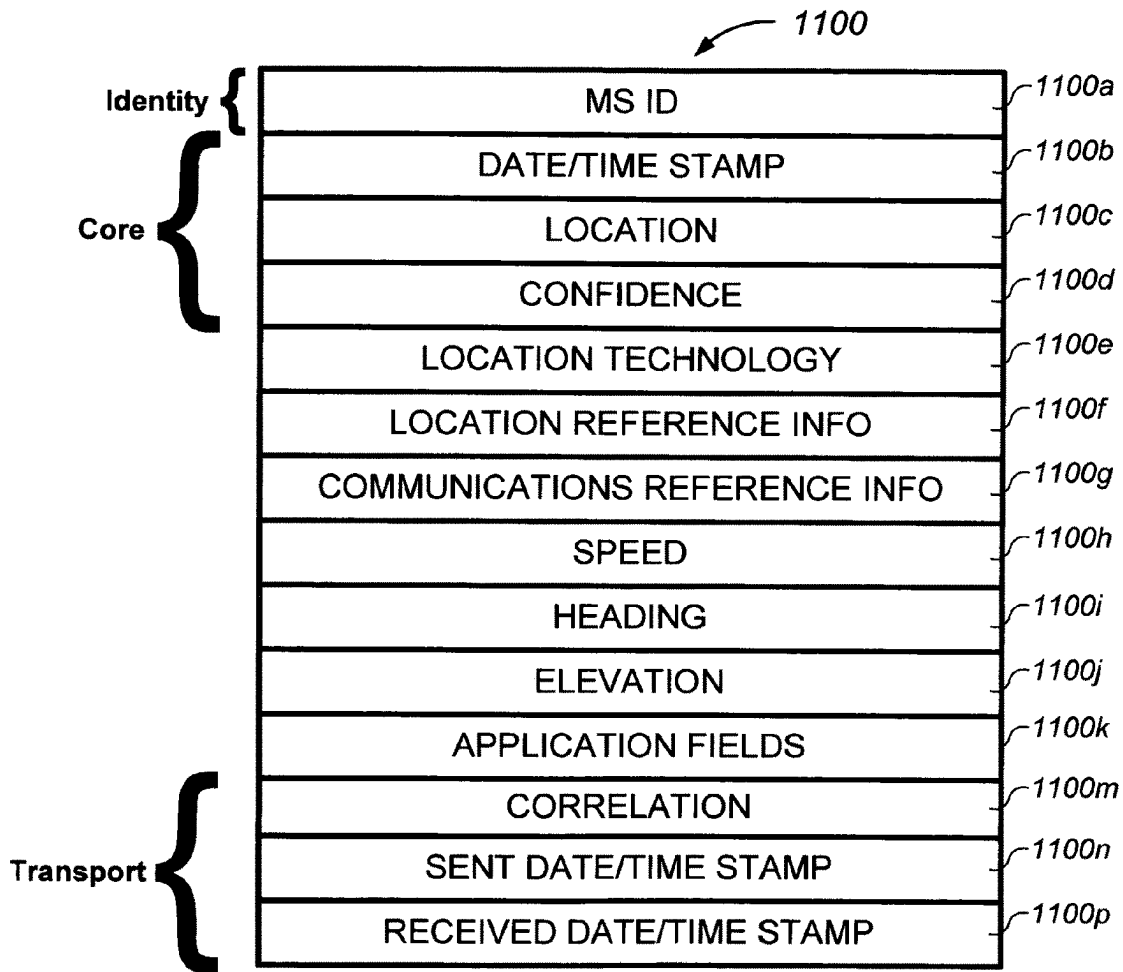 1100
Identity { MS ID 1100a
DATE/TIME STAMP 1100b
Core { LOCATION 1100c
CONFIDENCE 1100d
LOCATION TECHNOLOGY 1100e
LOCATION REFERENCE INFO 1100f
COMMUNICATIONS REFERENCE INFO 1100g
SPEED 1100h
HEADING 1100i
ELEVATION 1100j
APPLICATION FIELDS 1100k
CORRELATION 1100m
Transport { SENT DATE/TIME STAMP 1100n
RECEIVED DATE/TIME STAMP 1100p